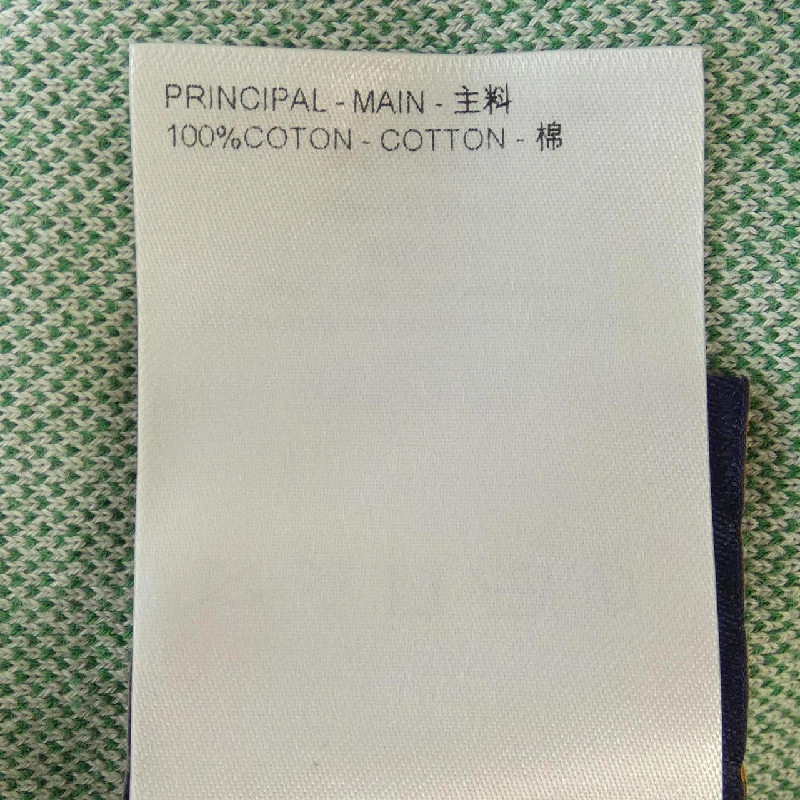 PRINCIPAL - MAIN - 主料
100%COTON - COTTON - 棉